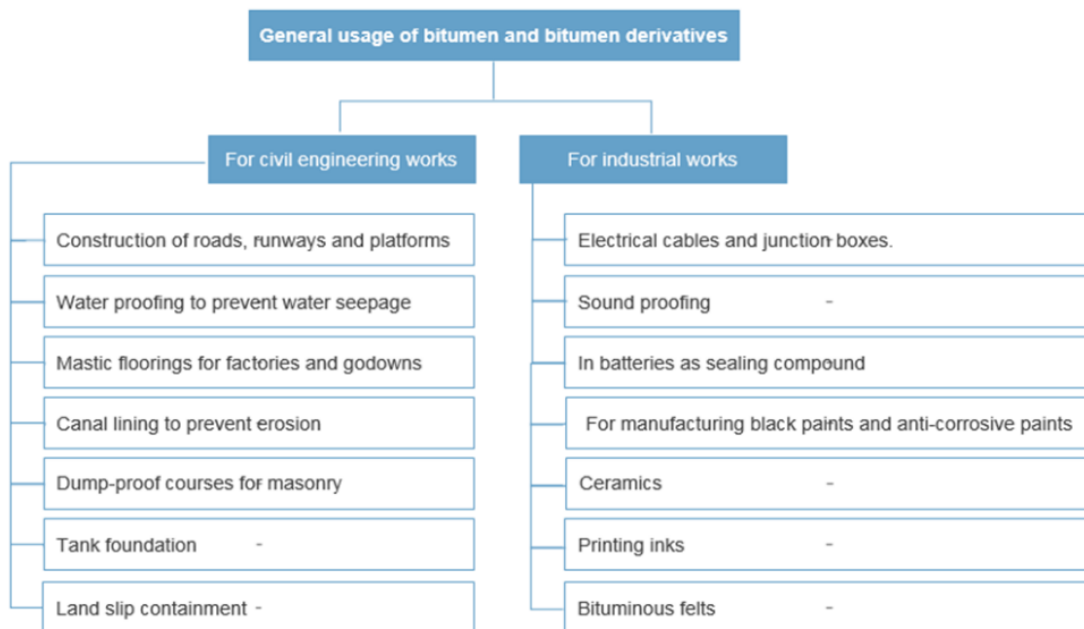 General usage of bitumen and bitumen derivatives
For civil engineering works
Construction of roads, runways and platforms
Water proofing to prevent water seepage
Mastic floorings for factories and godowns
Canal lining to prevent erosion
Dump-proof courses for masonry
Tank foundation -
Land slip containment -
For industrial works
Electrical cables and junction boxes.
Sound proofing -
In batteries as sealing compound
For manufacturing black paints and anti-corrosive paints
Ceramics -
Printing inks -
Bituminous felts -